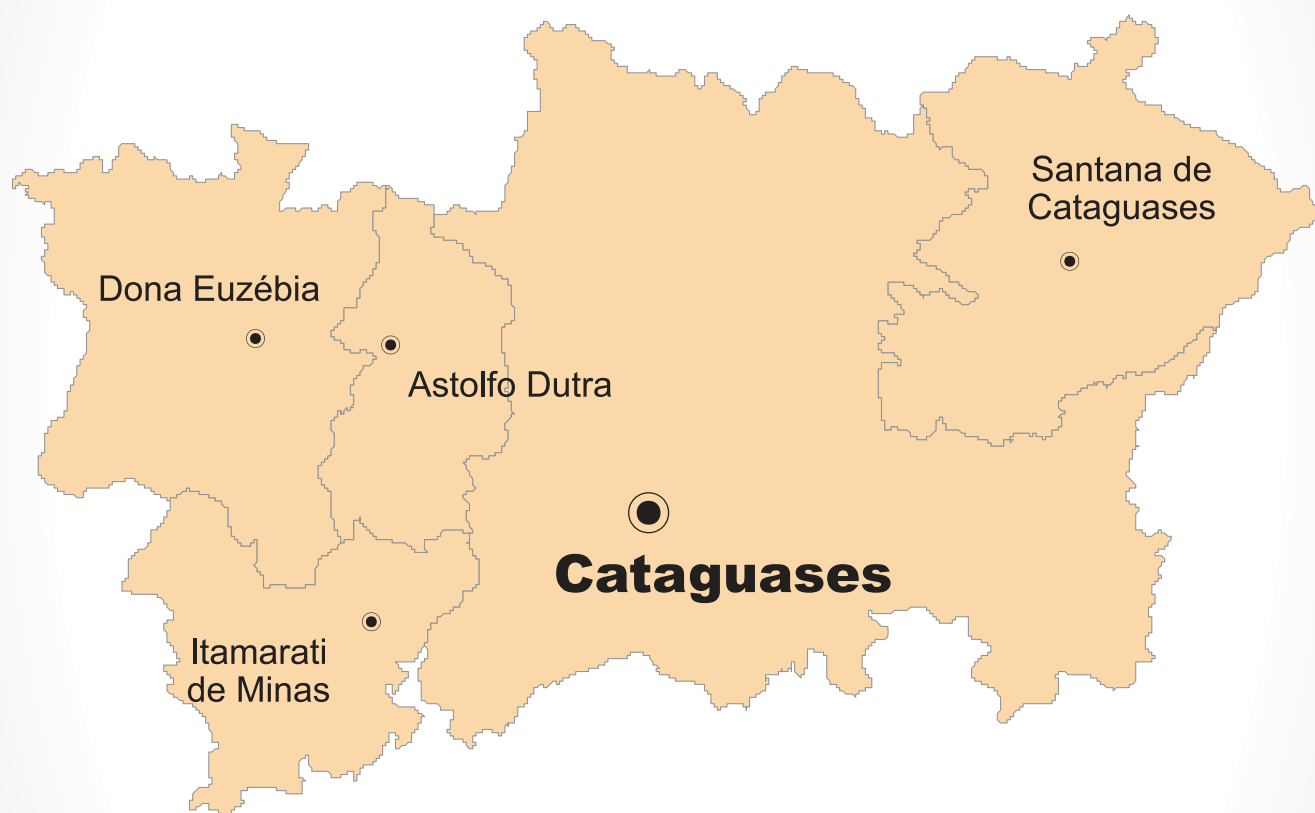 Santana de
Cataguases
Dona Euzébia
Astolfo Dutra
Cataguases
Itamarati
de Minas